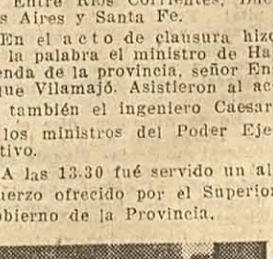 Entre Ríos Corrientes, Bue
s Aires y Santa Fe.
En el acto de clausura hizo
la palabra el ministro de Ha
enda de la provincia, señor En
que Vilamajó. Asistieron al ac
también el ingeniero Caesar
los ministros del Poder Eje
tivo.
A las 13.30 fué servido un al
uerzo ofrecido por el Superior
obierno de la Provincia.